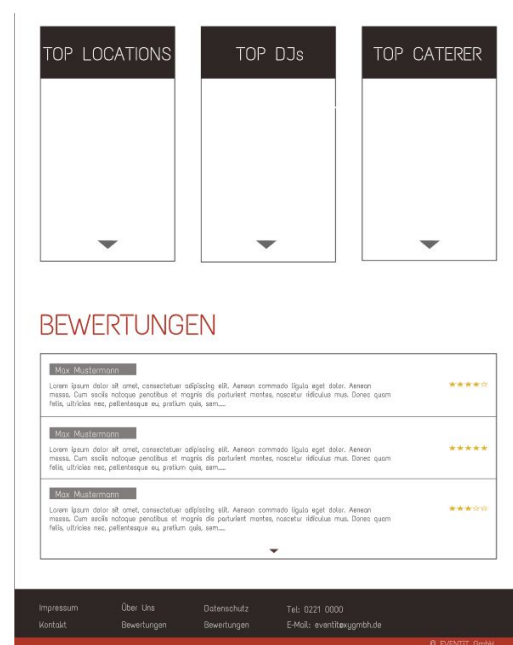 TOP LOCATIONS
TOP DJs
TOP CATERER
BEWERTUNGEN
Max Mustermann
Lorem ipsum dolor sit amet, consectetuer adipiscing elit. Aenean commodo ligula eget dolor. Aenean
massa. Cum sociis natoque penatibus et magnis dis parturient montes, nascetur ridiculus mus. Donec quam
felis, ultricies nec, pellentesque eu, pretium quis, sem....
Max Mustermann
Lorem ipsum dolor sit amet, consectetuer adipiscing elit. Aenean commodo ligula eget dolor. Aenean
massa. Cum sociis natoque penatibus et magnis dis parturient montes, nascetur ridiculus mus. Donec quam
felis, ultricies nec, pellentesque eu, pretium quis, sem....
Max Mustermann
Lorem ipsum dolor sit amet, consectetuer adipiscing elit. Aenean commodo ligula eget dolor. Aenean
massa. Cum sociis natoque penatibus et magnis dis parturient montes, nascetur ridiculus mus. Donec quam
felis, ultricies nec, pellentesque eu, pretium quis, sem....
Impressum Über Uns Datenschutz Tel: 0221 0000
Kontakt Bewertungen Bewertungen E-Mail:
© EVENTIT GmbH